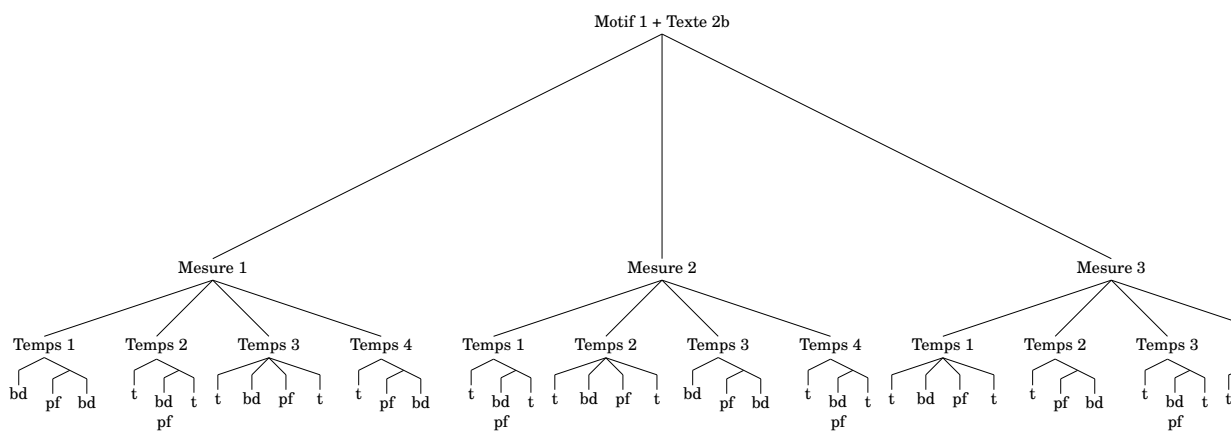 Motif 1 + Texte 2b
Mesure 1 Mesure 2 Mesure 3
Temps 1 Temps 2 Temps 3 Temps 4 Temps 1 Temps 2 Temps 3 Temps 4 Temps 1 Temps 2 Temps 3
bd pf bd t bd t t bd pf t t pf bd t bd t t bd pf t bd pf bd t bd t t bd pf t t pf bd t bd t t
pf pf pf pf